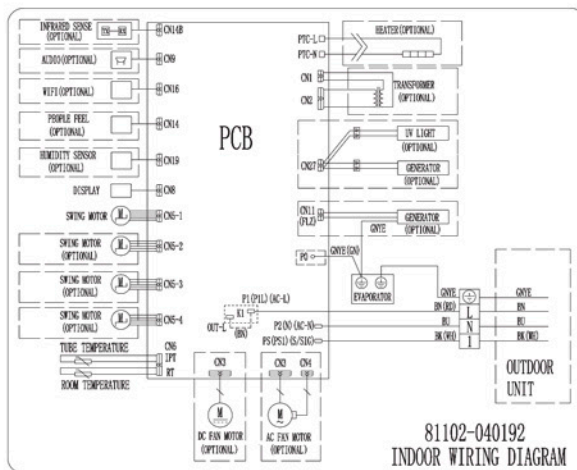 INFRARED SENSE
(OPTIONAL)
CN14B
AUDIO(OPTIONAL)
CN9
WIFI(OPTIONAL)
CN16
PEOPLE FEEL
(OPTIONAL)
CN14
HUMIDITY SENSOR
(OPTIONAL)
CN19
DISPLAY
CN8
SWING MOTOR
M
CN5-1
SWING MOTOR
(OPTIONAL)
M
CN5-2
SWING MOTOR
(OPTIONAL)
M
CN5-3
SWING MOTOR
(OPTIONAL)
M
CN5-4
TUBE TEMPERATURE
CN6
IPT
RT
ROOM TEMPERATURE
PCB
PTC-L
PTC-N
HEATER(OPTIONAL)
CN1
CN2
TRANSFORMER
(OPTIONAL)
CN27
UV LIGHT
(OPTIONAL)
GENERATOR
(OPTIONAL)
CN11
(FLZ)
GENERATOR
(OPTIONAL)
GNYE
GNYE(GN)
EVAPORATOR
P1(P1L)(AC-L)
K1
OUT-L
(BN)
P2(N)(AC-N)
PS(PS1)(S/SIG)
GNYE
BN(RD)
BU
BK(WH)
L
N
1
GNYE
BN
BU
BK(WH)
OUTDOOR
UNIT
CN3
M
DC FAN MOTOR
(OPTIONAL)
CN3
CN4
M
AC FAN MOTOR
(OPTIONAL)
81102-040192
INDOOR WIRING DIAGRAM